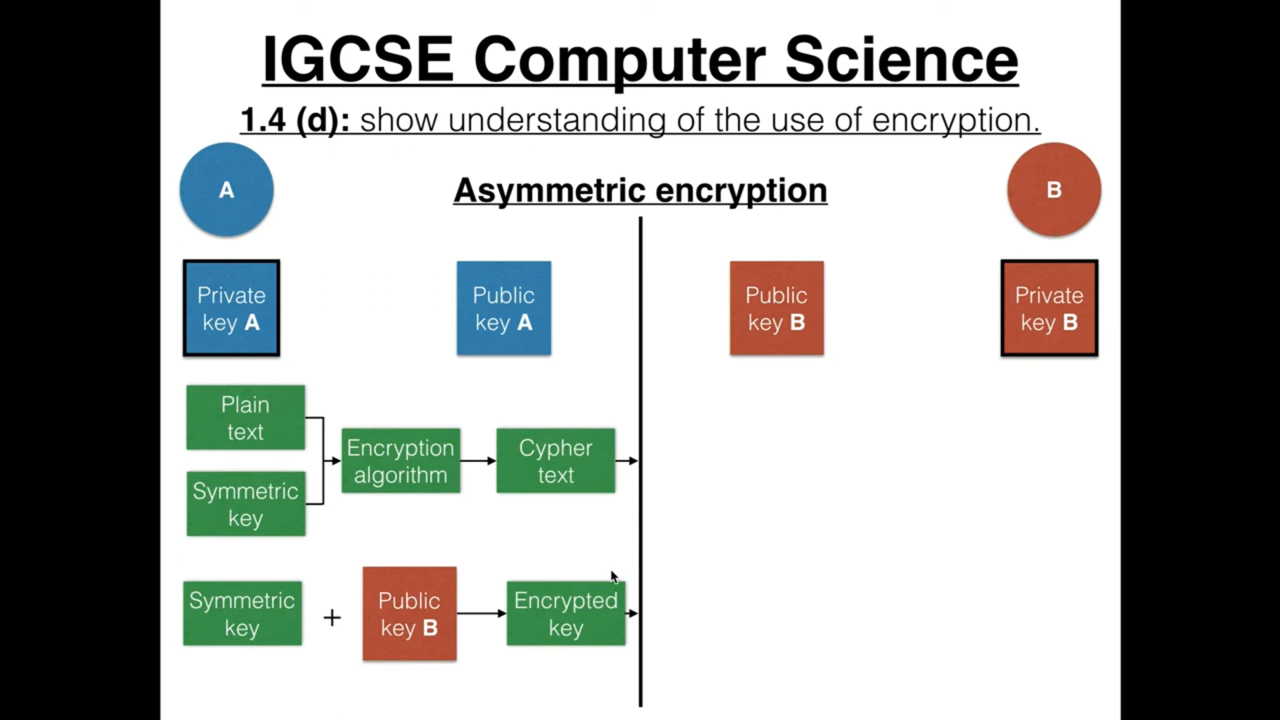 IGCSE Computer Science
1.4 (d): show understanding of the use of encryption.
A
Asymmetric encryption
B
Private
key A
Public
key A
Public
key B
Private
key B
Plain
text
Symmetric
key
Encryption
algorithm
Cypher
text
Symmetric
key
+
Public
key B
Encrypted
key